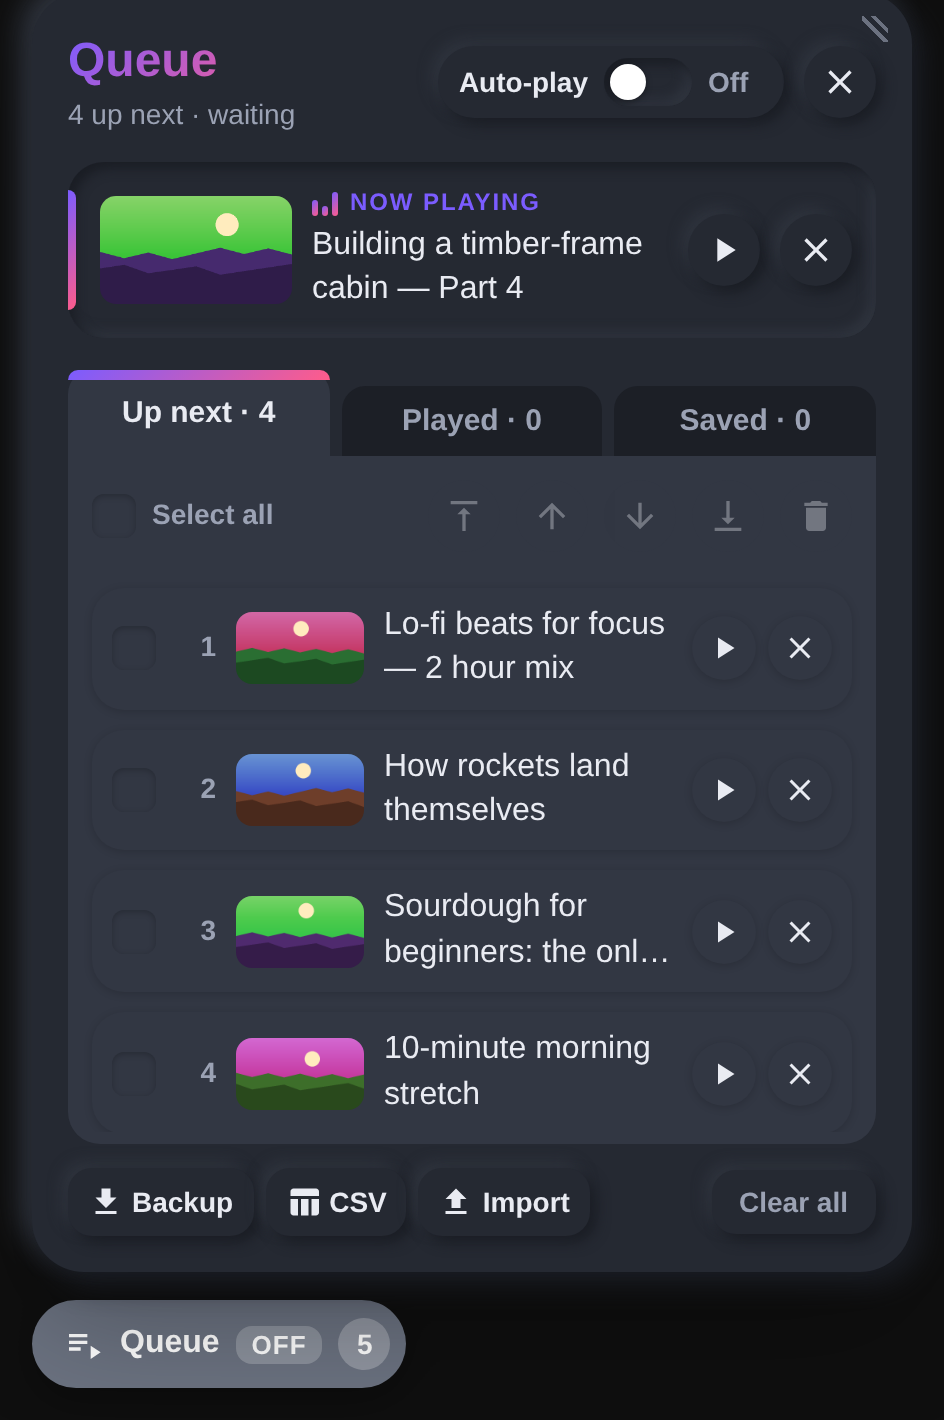 Queue
4 up next · waiting
Auto-play
Off
NOW PLAYING
Building a timber-frame
cabin — Part 4
Up next · 4
Played · 0
Saved · 0
Select all
1
Lo-fi beats for focus
— 2 hour mix
2
How rockets land
themselves
3
Sourdough for
beginners: the onl…
4
10-minute morning
stretch
Backup
CSV
Import
Clear all
Queue
OFF
5